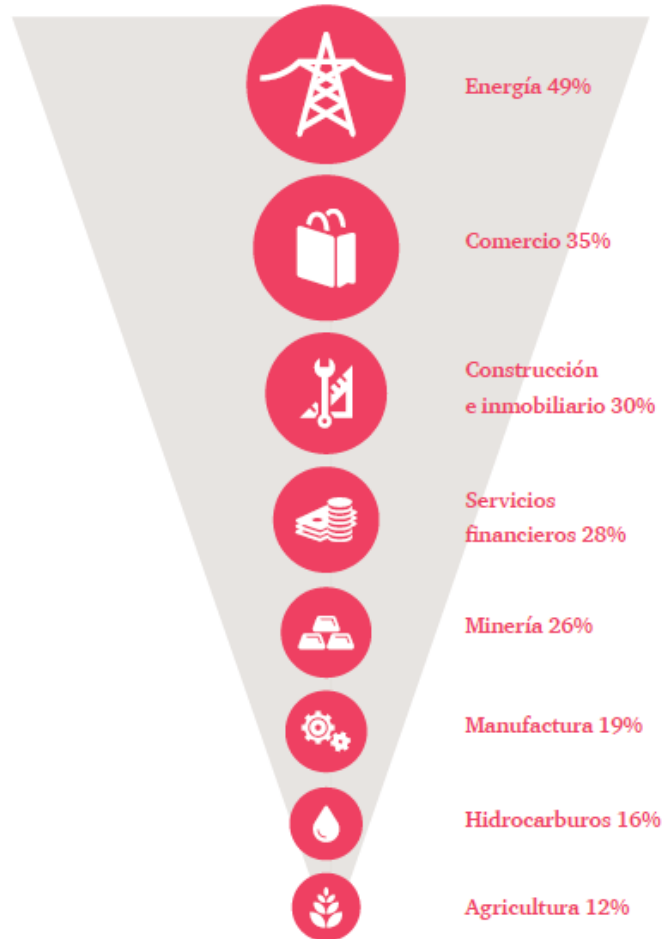 Energía 49%
Comercio 35%
Construcción
e inmobiliario 30%
Servicios
financieros 28%
Minería 26%
Manufactura 19%
Hidrocarburos 16%
Agricultura 12%